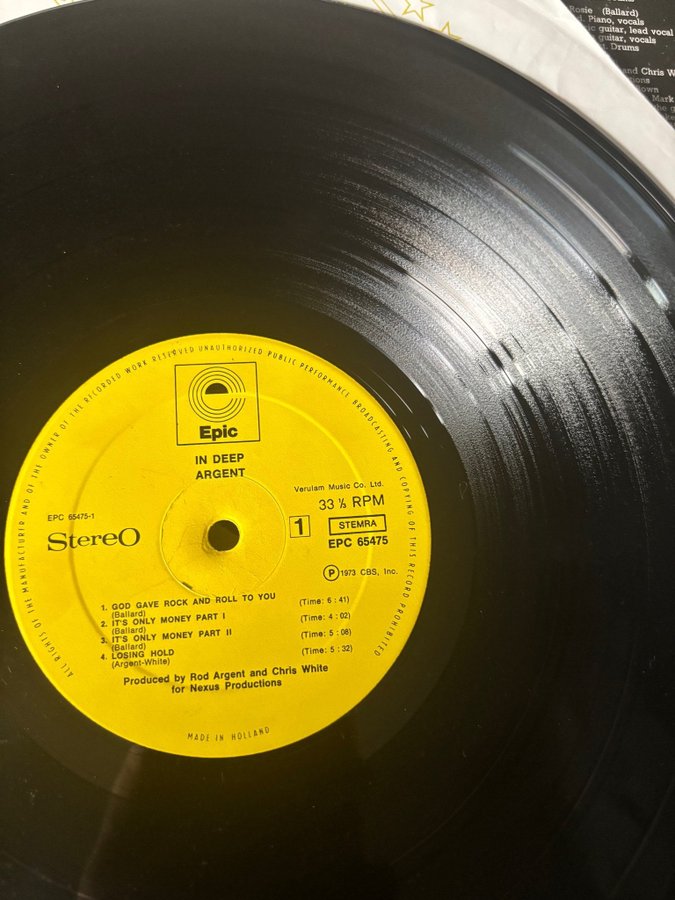 Rosie (Ballard)
Piano, vocals
guitar, lead vocal
guitar, vocals
Drums
and Chris W
Mark
ALL RIGHTS OF THE MANUFACTURER AND OF THE OWNER OF THE RECORDED WORK RESERVED UNAUTHORIZED PUBLIC PERFORMANCE BROADCASTING AND COPYING OF THIS RECORD PROHIBITED
Epic
IN DEEP
ARGENT
Verulam Music Co. Ltd.
33 ⅓ RPM
EPC 65475-1
Stereo
1
STEMRA
EPC 65475
Ⓟ 1973 CBS, Inc.
1. GOD GAVE ROCK AND ROLL TO YOU (Time: 6 : 41)
(Ballard)
2. IT'S ONLY MONEY PART I (Time: 4 : 02)
(Ballard)
3. IT'S ONLY MONEY PART II (Time: 5 : 08)
(Ballard)
4. LOSING HOLD (Time: 5 : 32)
(Argent-White)
Produced by Rod Argent and Chris White
for Nexus Productions
MADE IN HOLLAND